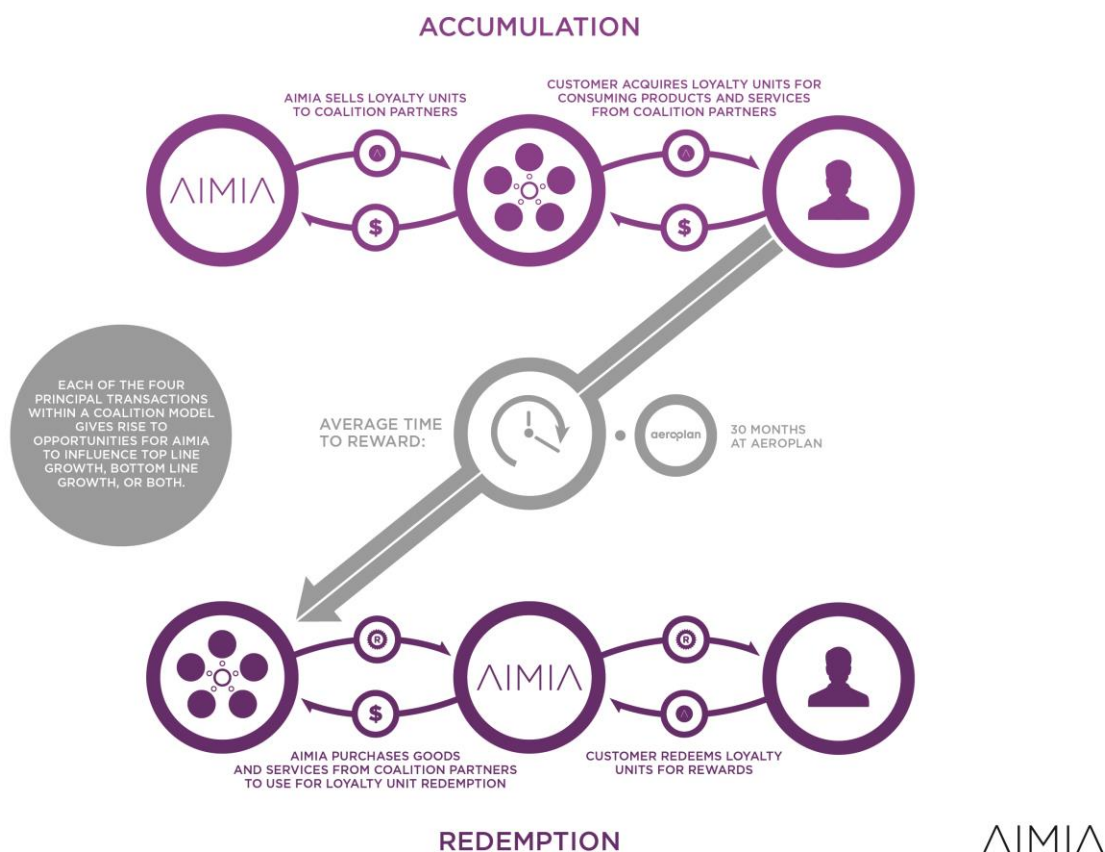 ACCUMULATION
AIMIA SELLS LOYALTY UNITS
TO COALITION PARTNERS
CUSTOMER ACQUIRES LOYALTY UNITS FOR
CONSUMING PRODUCTS AND SERVICES
FROM COALITION PARTNERS
AIMIA
$
$
EACH OF THE FOUR
PRINCIPAL TRANSACTIONS
WITHIN A COALITION MODEL
GIVES RISE TO
OPPORTUNITIES FOR AIMIA
TO INFLUENCE TOP LINE
GROWTH, BOTTOM LINE
GROWTH, OR BOTH.
AVERAGE TIME
TO REWARD:
aeroplan
30 MONTHS
AT AEROPLAN
R
R
AIMIA
$
AIMIA PURCHASES GOODS
AND SERVICES FROM COALITION PARTNERS
TO USE FOR LOYALTY UNIT REDEMPTION
CUSTOMER REDEEMS LOYALTY
UNITS FOR REWARDS
REDEMPTION
AIMIA